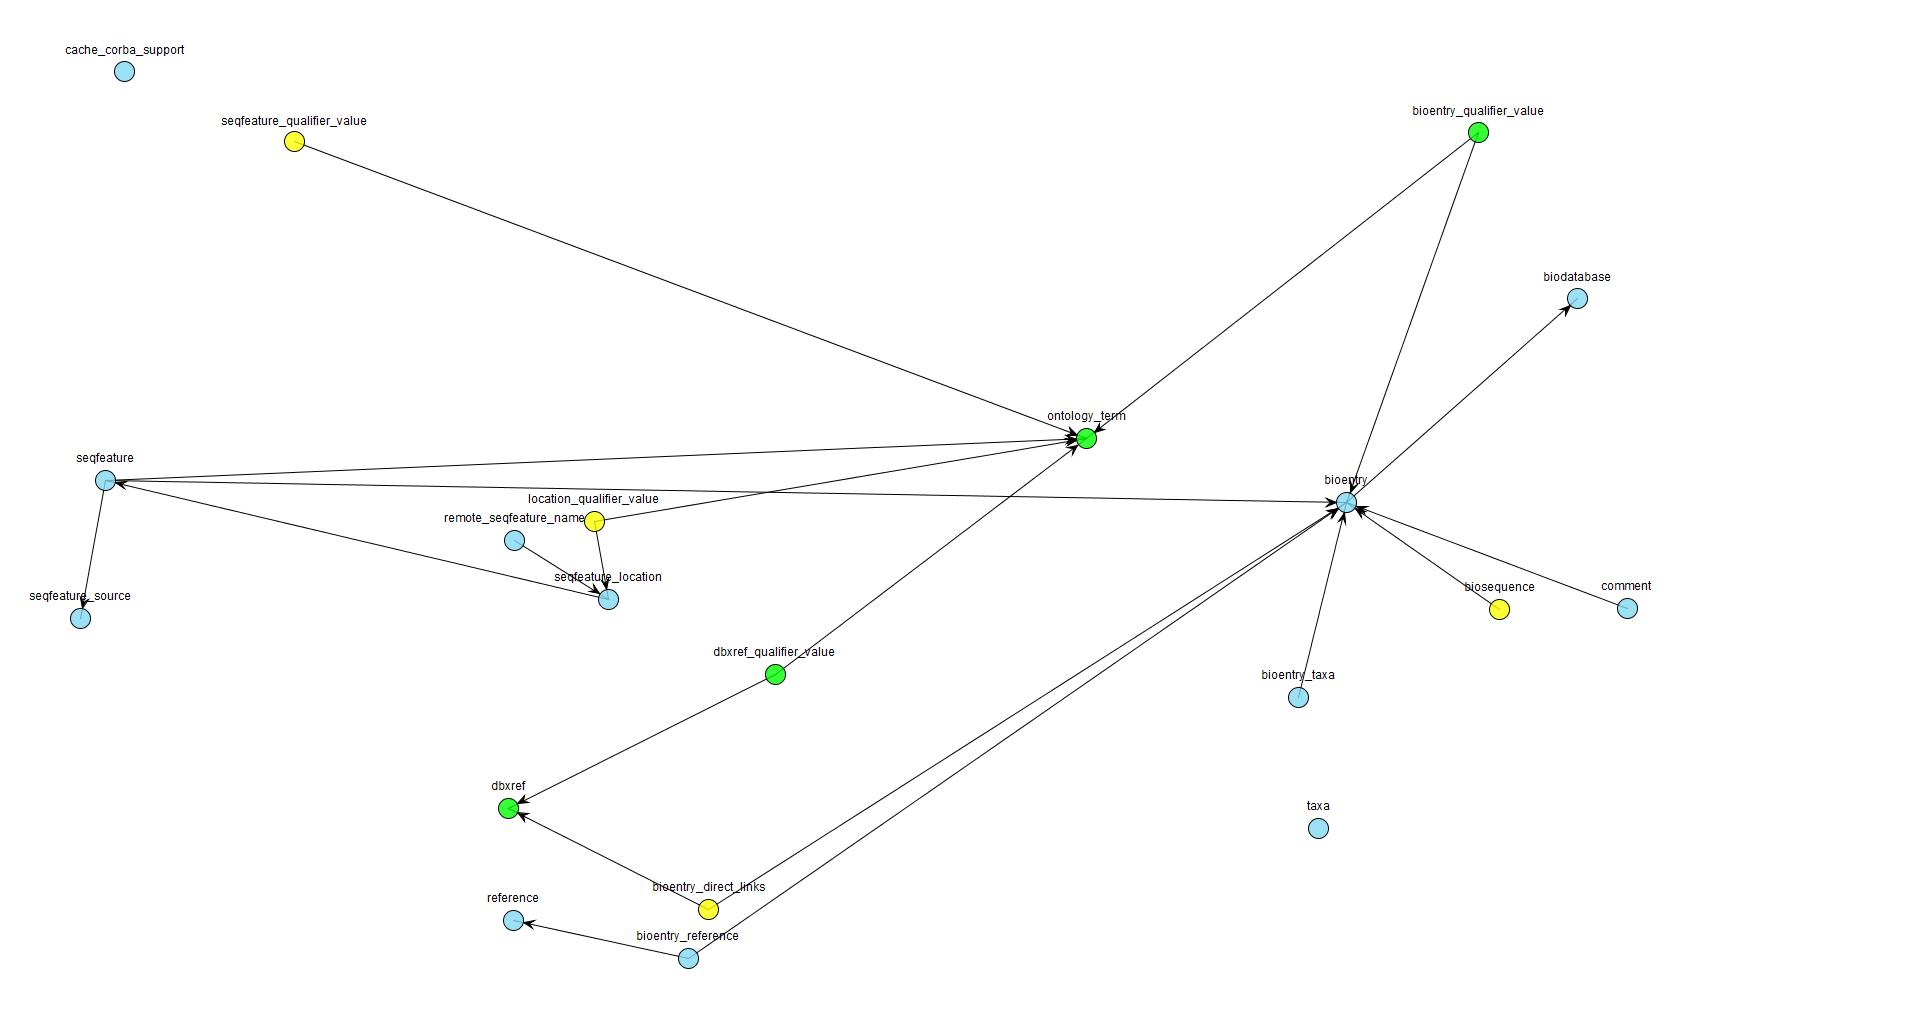 cache_corba_support
bioentry_qualifier_value
seqfeature_qualifier_value
biodatabase
ontology_term
seqfeature
bioentry
location_qualifier_value
remote_seqfeature_name
seqfeature_location
comment
biosequence
seqfeature_source
dbxref_qualifier_value
bioentry_taxa
dbxref
taxa
bioentry_direct_links
reference
bioentry_reference